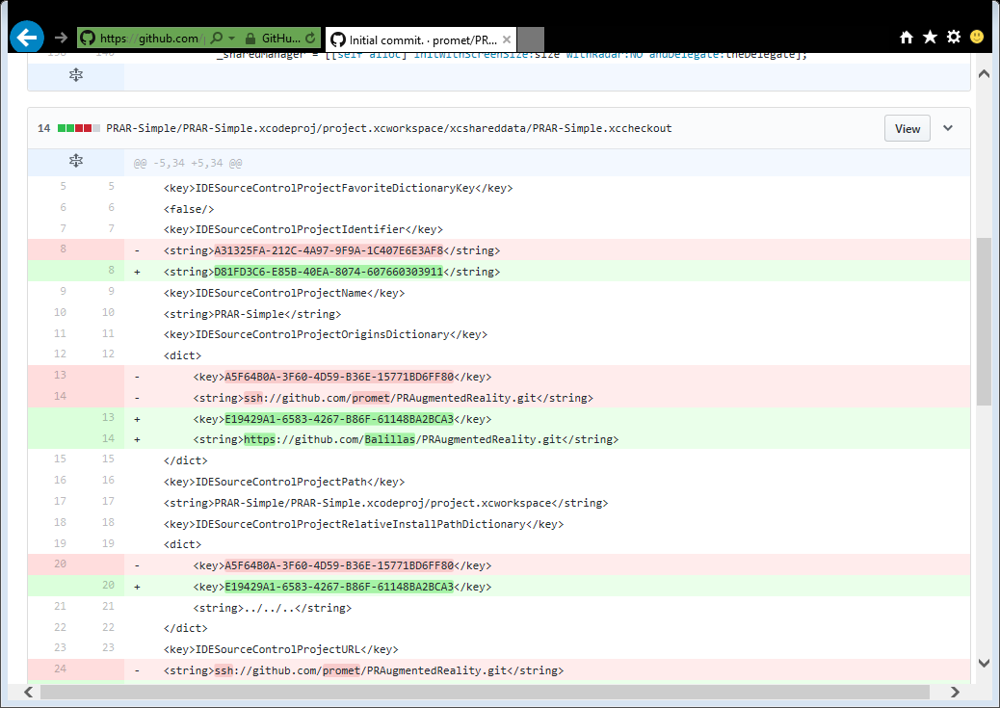 https://github.com/ GitHu... Initial commit. · promet/PR...
_sharedManager = [[self alloc] initWithScreenSize:size withRadar:NO andDelegate:theDelegate];
14 PRAR-Simple/PRAR-Simple.xcodeproj/project.xcworkspace/xcshareddata/PRAR-Simple.xccheckout View
@@ -5,34 +5,34 @@
5 5 <key>IDESourceControlProjectFavoriteDictionaryKey</key>
6 6 <false/>
7 7 <key>IDESourceControlProjectIdentifier</key>
8 - <string>A31325FA-212C-4A97-9F9A-1C407E6E3AF8</string>
8 + <string>D81FD3C6-E85B-40EA-8074-607660303911</string>
9 9 <key>IDESourceControlProjectName</key>
10 10 <string>PRAR-Simple</string>
11 11 <key>IDESourceControlProjectOriginsDictionary</key>
12 12 <dict>
13 - <key>A5F64B0A-3F60-4D59-B36E-15771BD6FF80</key>
14 - <string>ssh://github.com/promet/PRAugmentedReality.git</string>
13 + <key>E19429A1-6583-4267-B86F-61148BA2BCA3</key>
14 + <string>https://github.com/Balillas/PRAugmentedReality.git</string>
15 15 </dict>
16 16 <key>IDESourceControlProjectPath</key>
17 17 <string>PRAR-Simple/PRAR-Simple.xcodeproj/project.xcworkspace</string>
18 18 <key>IDESourceControlProjectRelativeInstallPathDictionary</key>
19 19 <dict>
20 - <key>A5F64B0A-3F60-4D59-B36E-15771BD6FF80</key>
20 + <key>E19429A1-6583-4267-B86F-61148BA2BCA3</key>
21 21 <string>../../..</string>
22 22 </dict>
23 23 <key>IDESourceControlProjectURL</key>
24 - <string>ssh://github.com/promet/PRAugmentedReality.git</string>